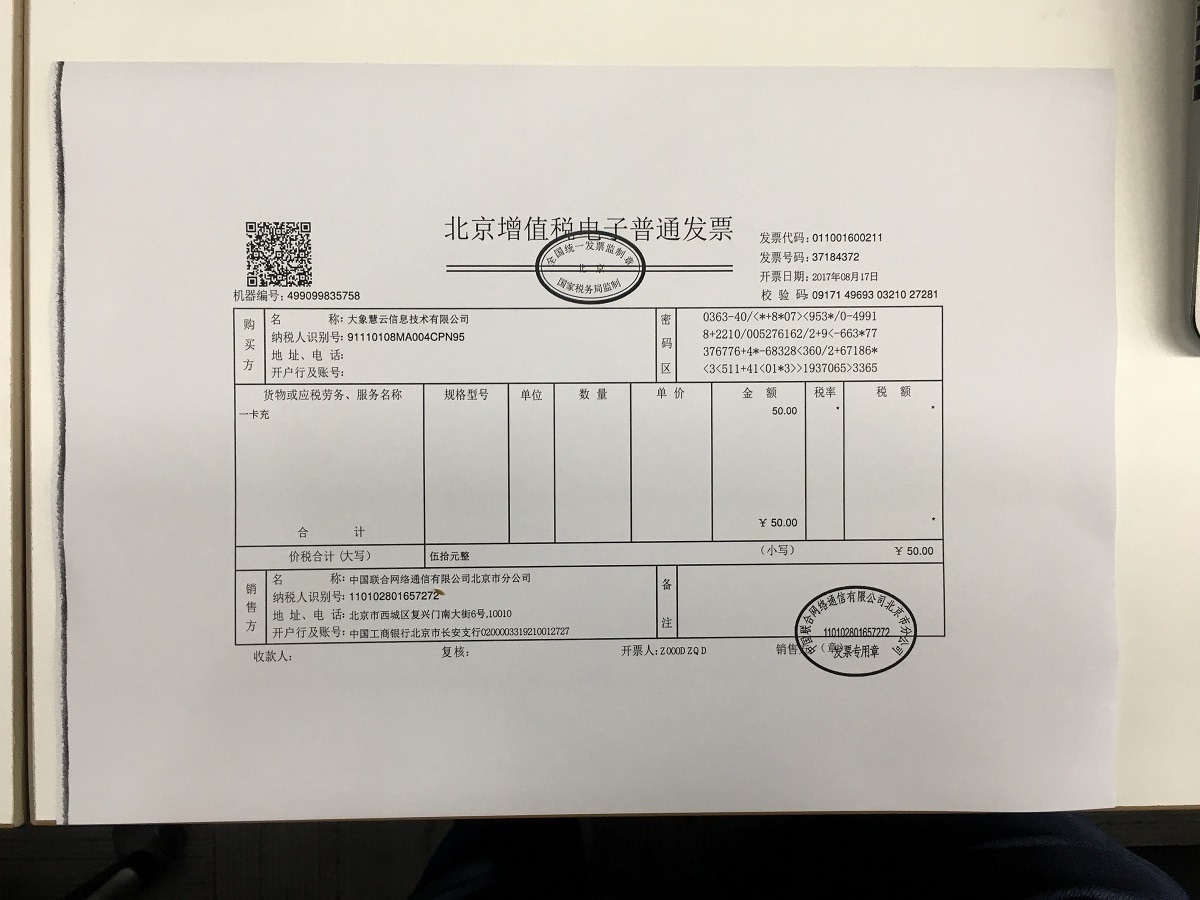 北京增值税电子普通发票
全国统一发票监制章
北京
国家税务局监制
发票代码: 011001600211
发票号码: 37184372
开票日期: 2017年08月17日
机器编号: 499099835758
校 验 码: 09171 49693 03210 27281
购买方
名 称: 大象慧云信息技术有限公司
纳税人识别号: 91110108MA004CPN95
地 址、电 话:
开户行及账号:
密码区
0363-40/<*+8*07><953*/0-4991
8+2210/005276162/2+9<-663*77
376776+4*-68328<360/2+67186*
<3<511+41<01*3>>1937065>3365
货物或应税劳务、服务名称 规格型号 单位 数 量 单 价 金 额 税率 税 额
一卡充 50.00 * *
合 计 ￥50.00 *
价税合计(大写) 伍拾元整 (小写) ￥50.00
销售方
名 称: 中国联合网络通信有限公司北京市分公司
纳税人识别号: 110102801657272
地 址、电 话: 北京市西城区复兴门南大街6号,10010
开户行及账号: 中国工商银行北京市长安支行0200003319210012727
备注
收款人: 复核: 开票人: Z000DZQD 销售方:(章)
中国联合网络通信有限公司北京市分公司
110102801657272
发票专用章